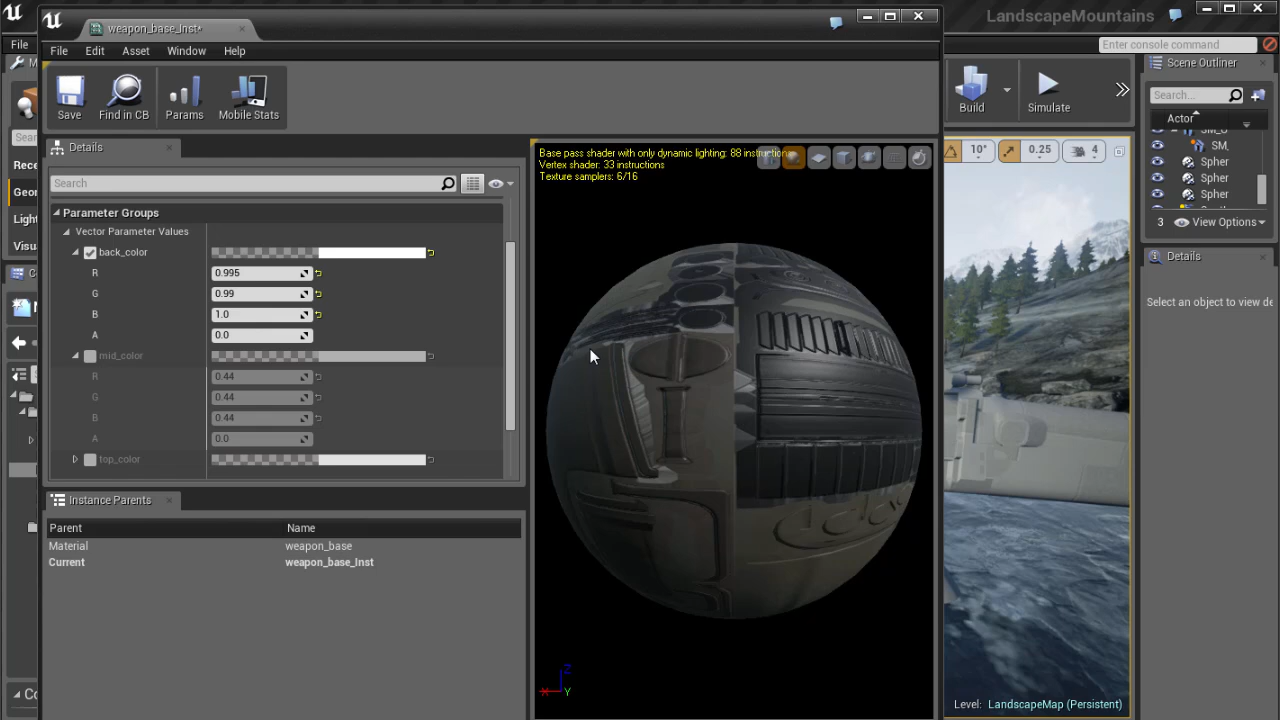 weapon_base_Inst*
LandscapeMountains
File
Edit
Asset
Window
Help
File
Enter console command
Save
Find in CB
Params
Mobile Stats
Build
Simulate
Scene Outliner
M
Search...
Actor
Details
10°
0.25
4
SM_
Spher
Spher
Spher
Search
Sear
Base pass shader with only dynamic lighting: 88 instructions
Vertex shader: 33 instructions
Texture samplers: 6/16
Rece
Geor
Light
Visua
Parameter Groups
Vector Parameter Values
back_color
R 0.995
G 0.99
B 1.0
A 0.0
mid_color
R 0.44
G 0.44
B 0.44
A 0.0
top_color
3 View Options
Details
Select an object to view de
Instance Parents
Parent Name
Material weapon_base
Current weapon_base_Inst
Z
X
Y
Co
Level: LandscapeMap (Persistent)